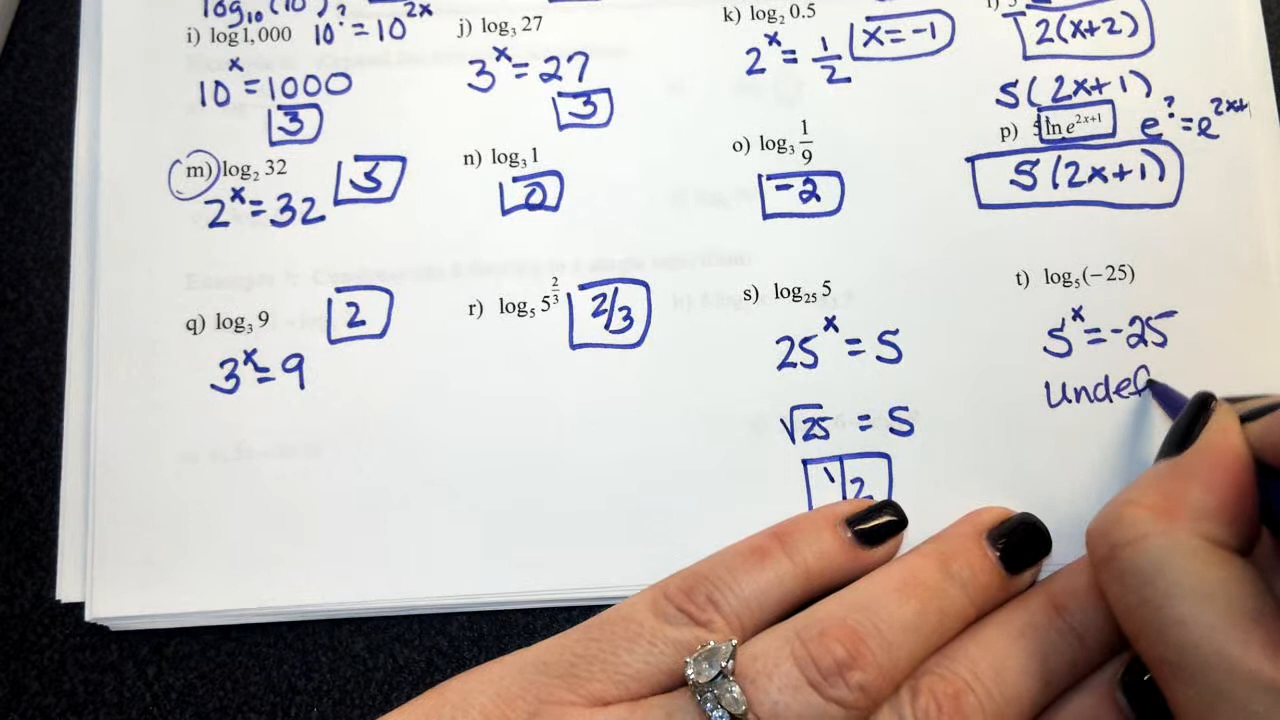 log₁₀(10)?
i) log 1,000 10^? = 10^2x
10^x = 1000
3
j) log₃ 27
3^x = 27
3
k) log₂ 0.5
2^x = 1/2 x = -1
2(x+2)
m) log₂ 32
2^x = 32
3
n) log₃ 1
0
o) log₃ 1/9
-2
5(2x+1)
p) 5 ln e^2x+1 e^? = e^2x+
5(2x+1)
q) log₃ 9 2
3^x = 9
r) log₅ 5^2/3 2/3
s) log₂₅ 5
25^x = 5
√25 = 5
1/2
t) log₅(−25)
5^x = -25
Undef